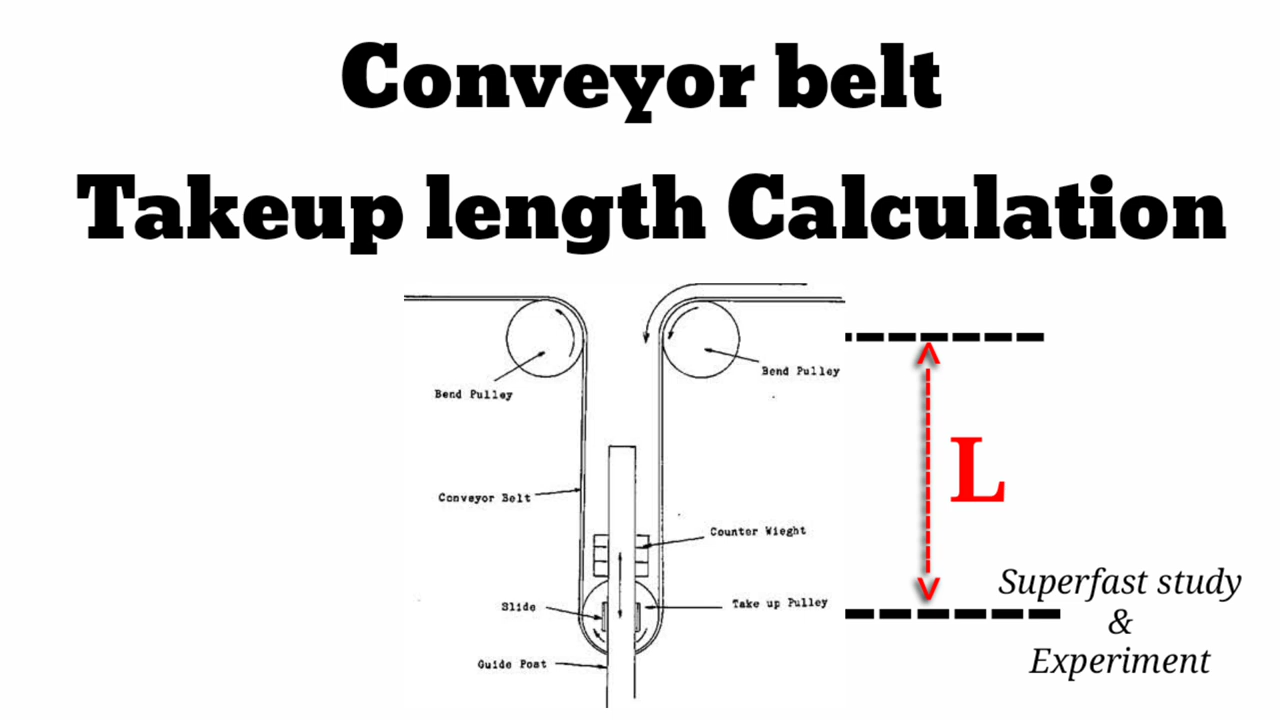 Conveyor belt
Takeup length Calculation
Bend Pulley
Bend Pulley
Conveyor Belt
Counter Wieght
L
Slide
Take up Pulley
Guide Post
Superfast study
&
Experiment